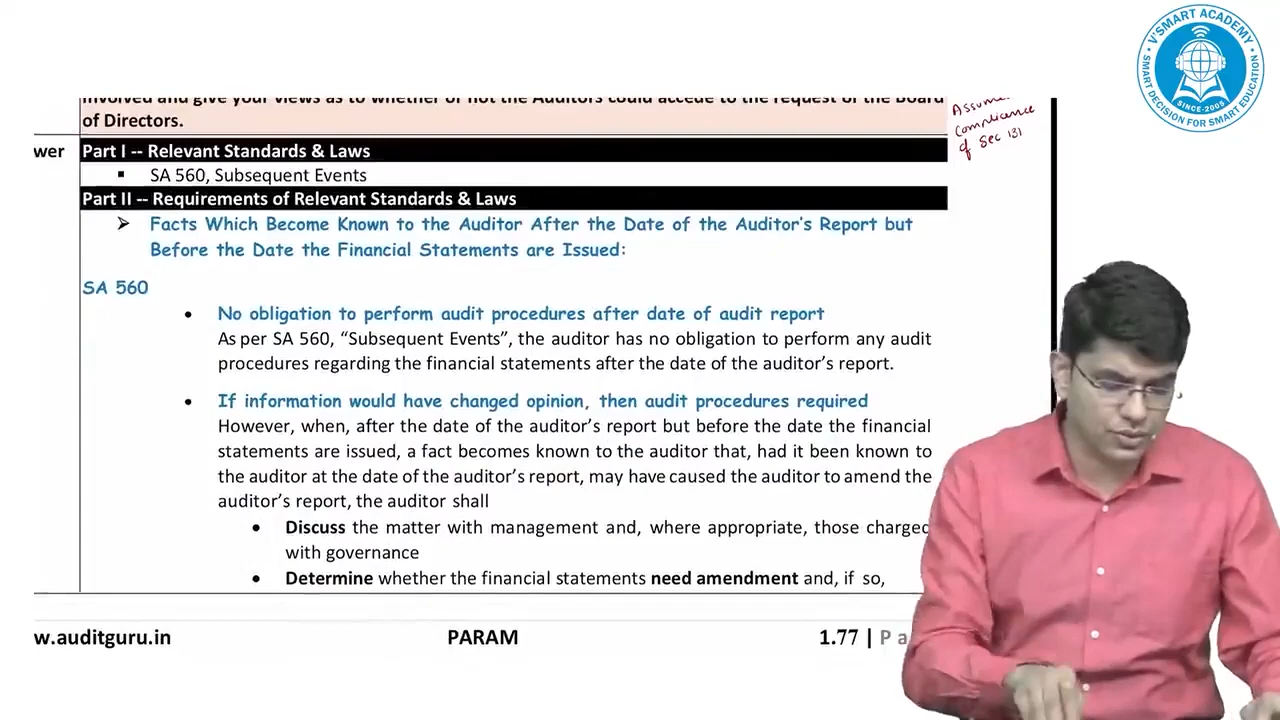 V'SMART ACADEMY
SINCE-2005
SMART DECISION FOR SMART EDUCATION
involved and give your views as to whether or not the Auditors could accede to the request of the Board
of Directors.
Assume
Compliance
of Sec 131
wer
Part I -- Relevant Standards & Laws
▪ SA 560, Subsequent Events
Part II -- Requirements of Relevant Standards & Laws
➢ Facts Which Become Known to the Auditor After the Date of the Auditor's Report but
Before the Date the Financial Statements are Issued:
SA 560
• No obligation to perform audit procedures after date of audit report
As per SA 560, “Subsequent Events”, the auditor has no obligation to perform any audit
procedures regarding the financial statements after the date of the auditor’s report.
• If information would have changed opinion, then audit procedures required
However, when, after the date of the auditor’s report but before the date the financial
statements are issued, a fact becomes known to the auditor that, had it been known to
the auditor at the date of the auditor’s report, may have caused the auditor to amend the
auditor’s report, the auditor shall
• Discuss the matter with management and, where appropriate, those charged
with governance
• Determine whether the financial statements need amendment and, if so,
w.auditguru.in
PARAM
1.77 | P a